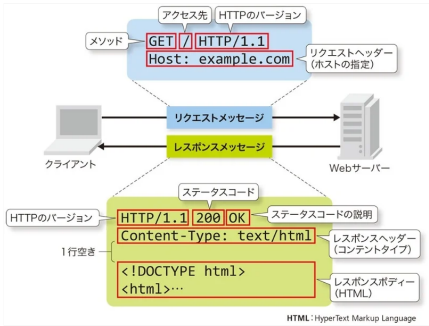 アクセス先
HTTPのバージョン
メソッド
GET / HTTP/1.1
Host: example.com
リクエストヘッダー
(ホストの指定)
リクエストメッセージ
レスポンスメッセージ
クライアント
Webサーバー
ステータスコード
HTTPのバージョン
HTTP/1.1 200 OK
ステータスコードの説明
Content-Type: text/html
レスポンスヘッダー
(コンテントタイプ)
1行空き
<!DOCTYPE html>
<html>…
レスポンスボディー
(HTML)
HTML:HyperText Markup Language